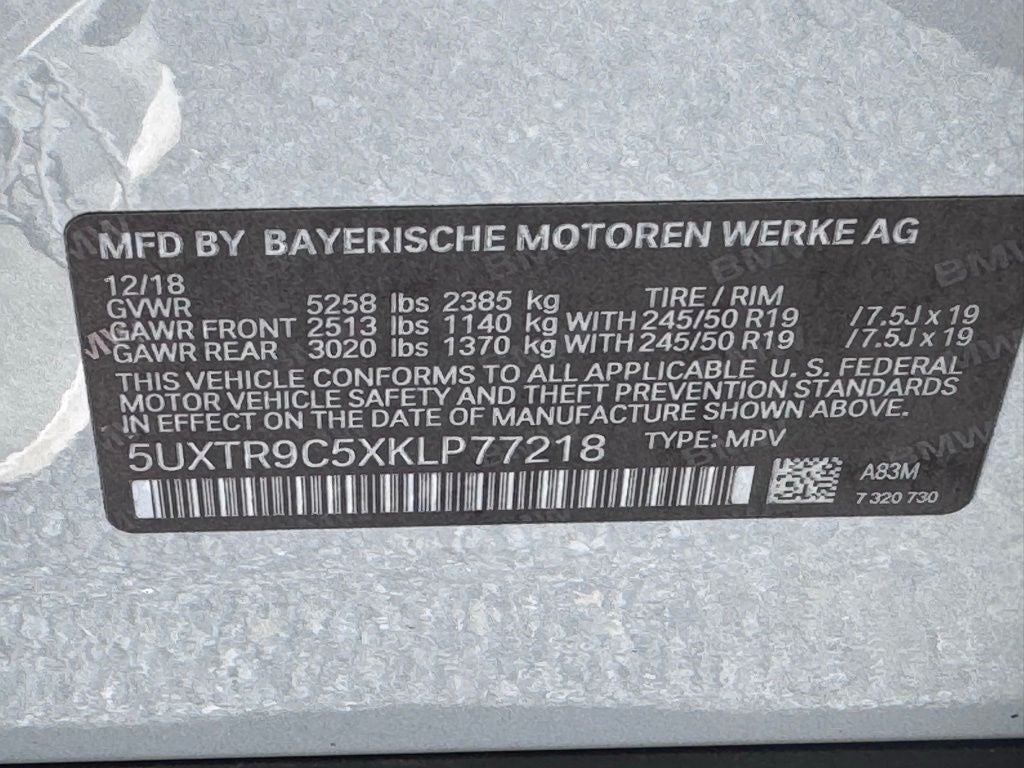 MFD BY BAYERISCHE MOTOREN WERKE AG
12/18
GVWR 5258 lbs 2385 kg TIRE / RIM
GAWR FRONT 2513 lbs 1140 kg WITH 245/50 R19 /7.5J x 19
GAWR REAR 3020 lbs 1370 kg WITH 245/50 R19 /7.5J x 19
THIS VEHICLE CONFORMS TO ALL APPLICABLE U. S. FEDERAL
MOTOR VEHICLE SAFETY AND THEFT PREVENTION STANDARDS
IN EFFECT ON THE DATE OF MANUFACTURE SHOWN ABOVE.
5UXTR9C5XKLP77218 TYPE: MPV
A83M
7 320 730